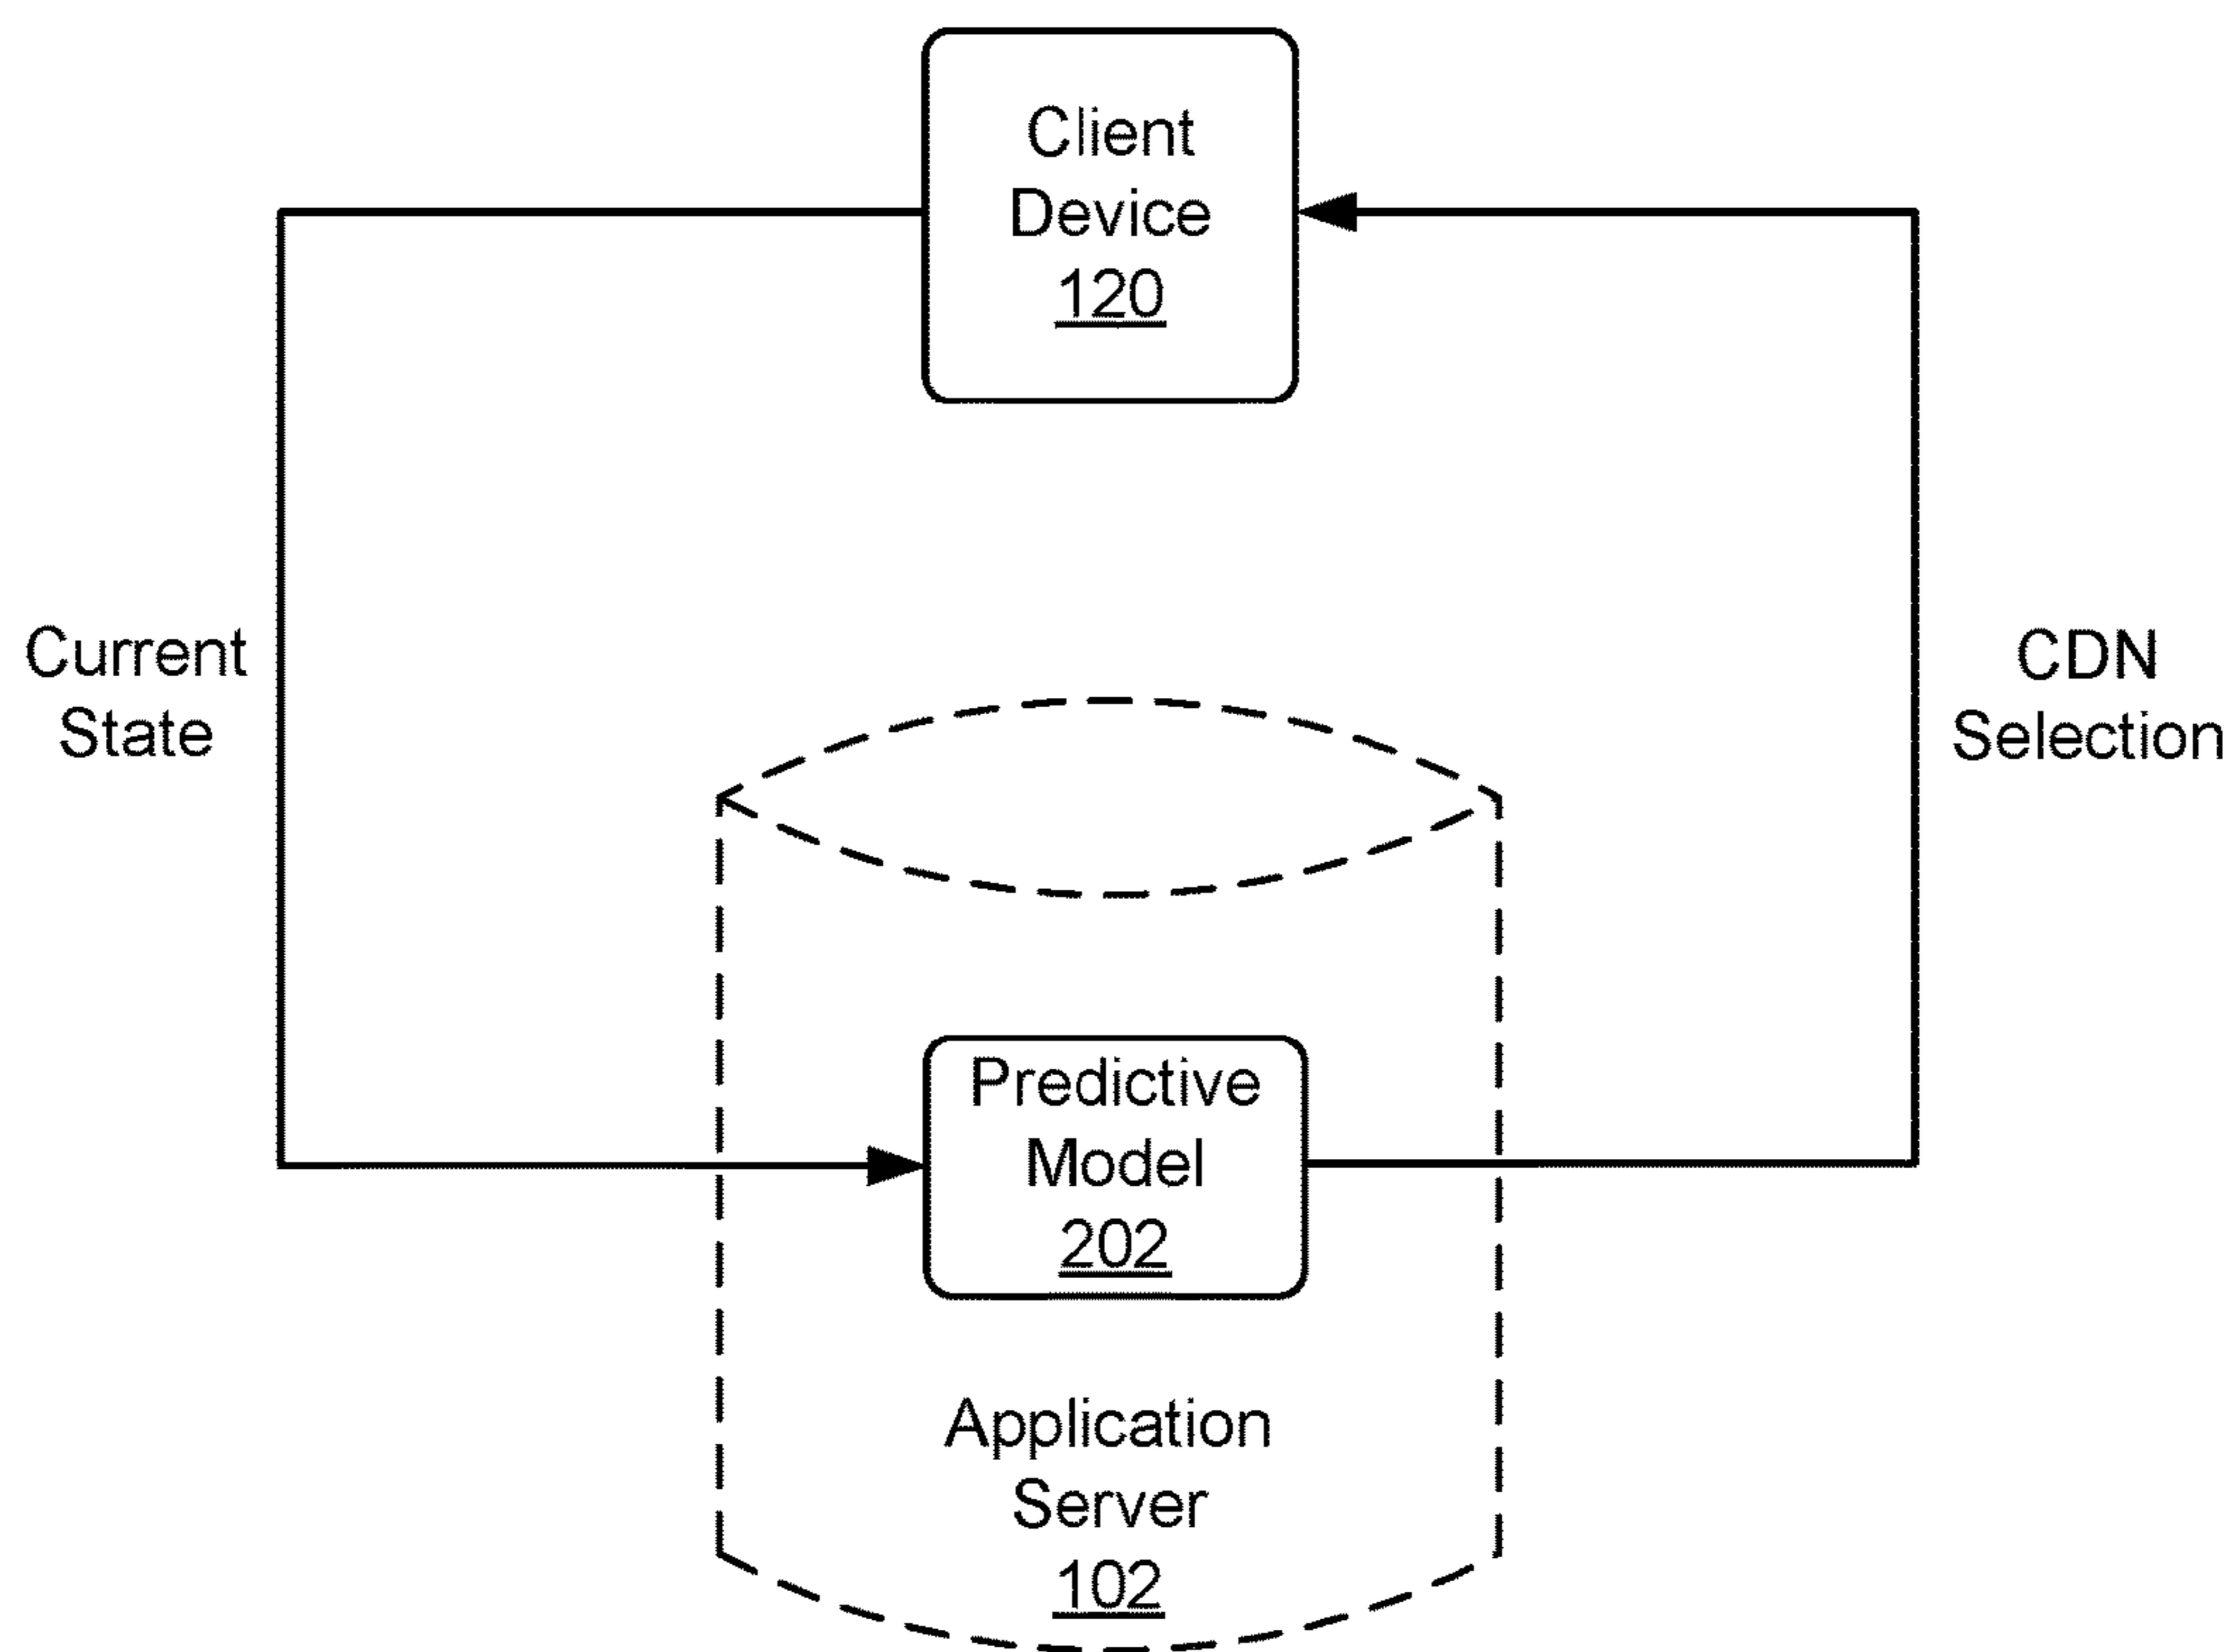 Client
Device
120
Current
State
CDN
Selection
Predictive
Model
202
Application
Server
102